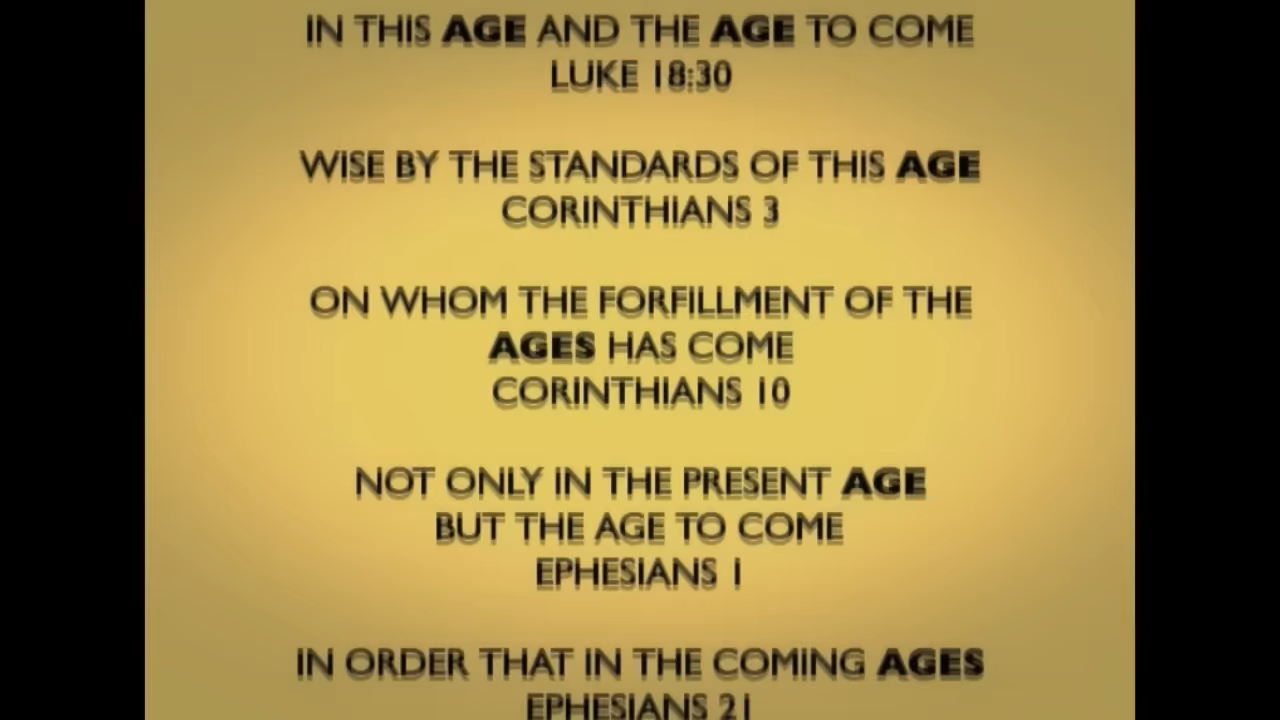 IN THIS AGE AND THE AGE TO COME
LUKE 18:30
WISE BY THE STANDARDS OF THIS AGE
CORINTHIANS 3
ON WHOM THE FORFILLMENT OF THE
AGES HAS COME
CORINTHIANS 10
NOT ONLY IN THE PRESENT AGE
BUT THE AGE TO COME
EPHESIANS 1
IN ORDER THAT IN THE COMING AGES
EPHESIANS 21